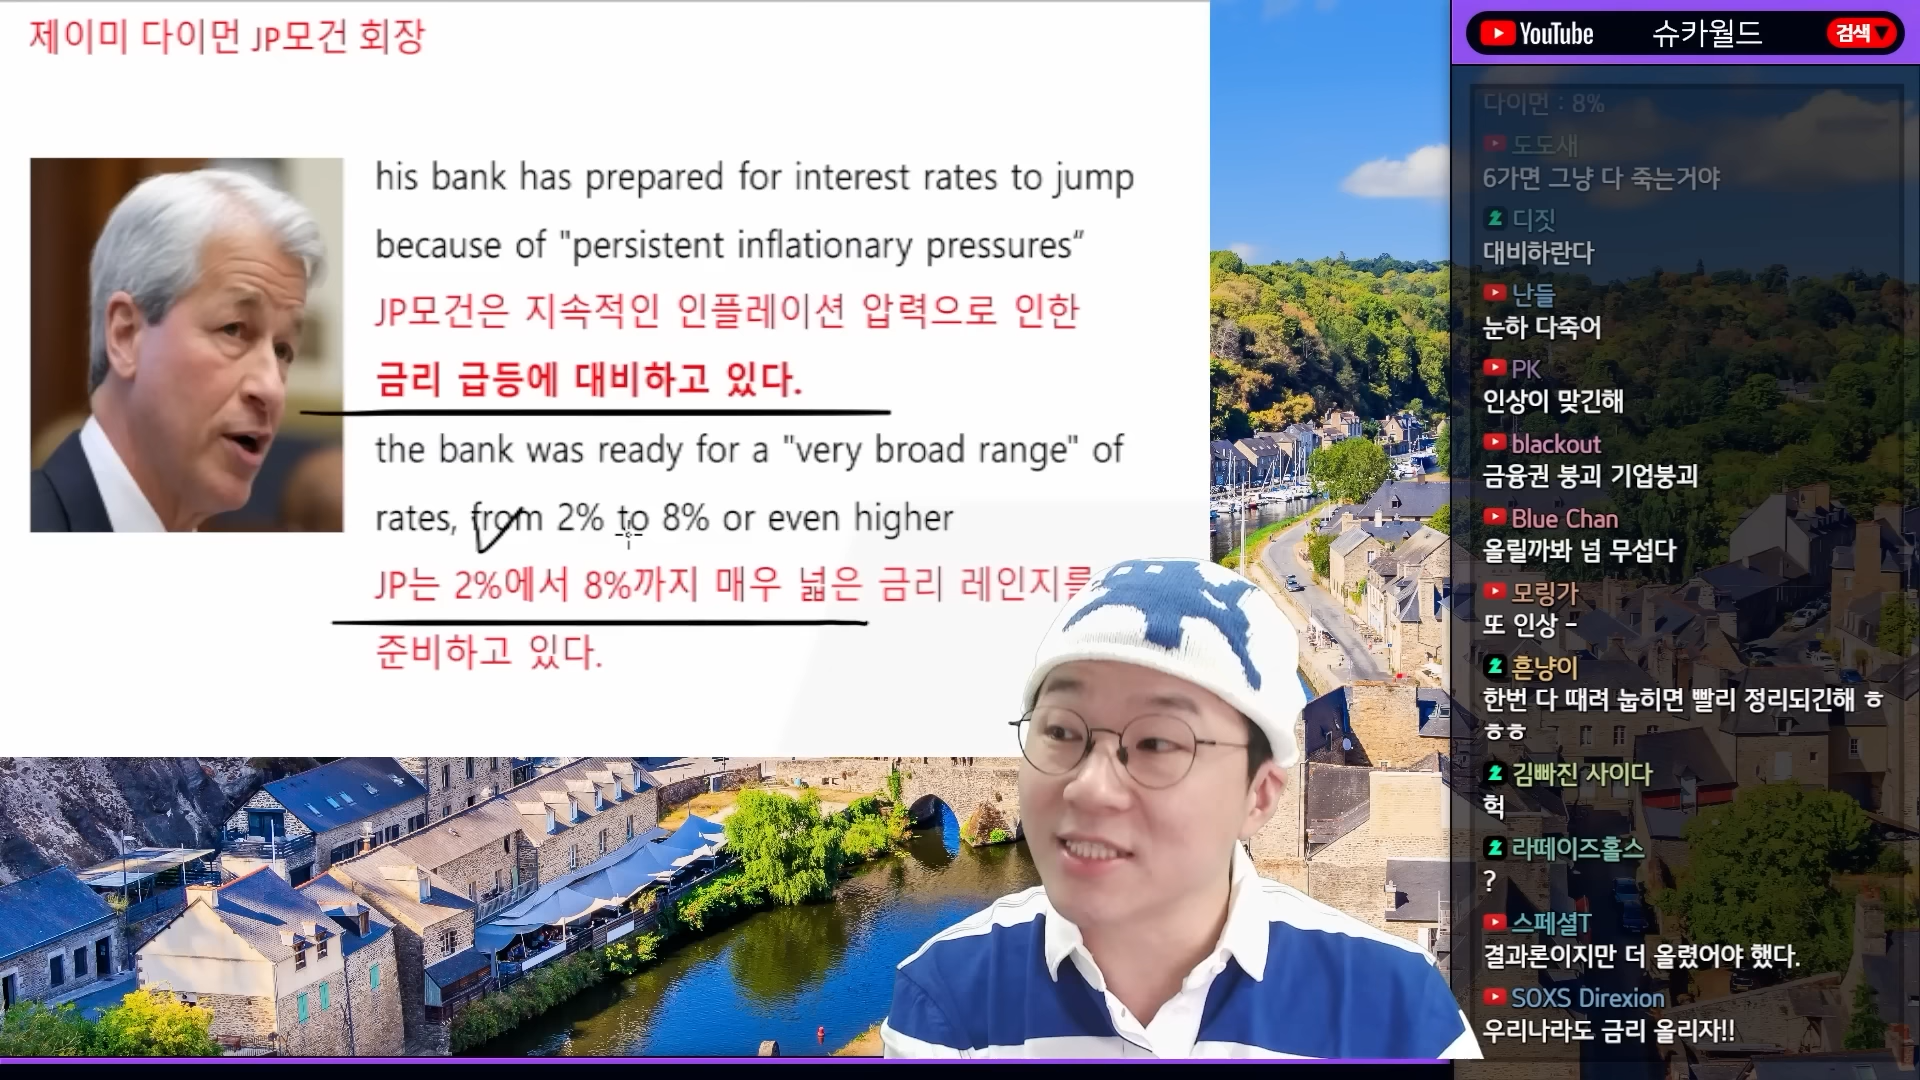 제이미 다이먼 JP모건 회장
his bank has prepared for interest rates to jump
because of "persistent inflationary pressures"
JP모건은 지속적인 인플레이션 압력으로 인한
금리 급등에 대비하고 있다.
the bank was ready for a "very broad range" of
rates, from 2% to 8% or even higher
JP는 2%에서 8%까지 매우 넓은 금리 레인지를
준비하고 있다.
YouTube 슈카월드 검색
다이먼 : 8%
도도새
6가면 그냥 다 죽는거야
디짓
대비하란다
난들
눈하 다죽어
PK
인상이 맞긴해
blackout
금융권 붕괴 기업붕괴
Blue Chan
올릴까봐 넘 무섭다
모링가
또 인상 -
흔냥이
한번 다 때려 눕히면 빨리 정리되긴해 ㅎ
ㅎㅎ
김빠진 사이다
헉
라떼이즈홀스
?
스페셜T
결과론이지만 더 올렸어야 했다.
SOXS Direxion
우리나라도 금리 올리자!!